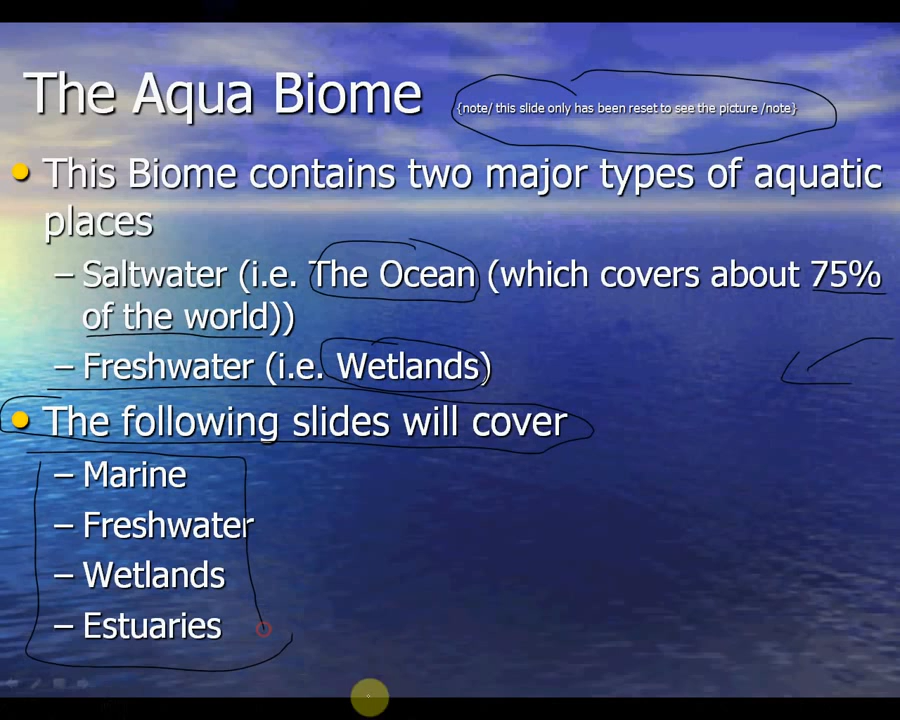 The Aqua Biome {note/ this slide only has been reset to see the picture /note}
This Biome contains two major types of aquatic
places
– Saltwater (i.e. The Ocean (which covers about 75%
of the world))
– Freshwater (i.e. Wetlands)
The following slides will cover
– Marine
– Freshwater
– Wetlands
– Estuaries